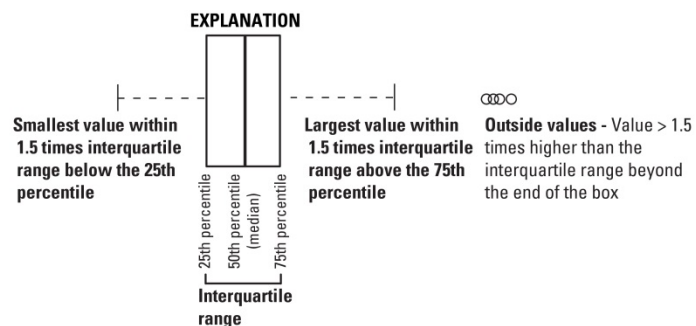 EXPLANATION
Smallest value within
1.5 times interquartile
range below the 25th
percentile
Largest value within
1.5 times interquartile
range above the 75th
percentile
Outside values - Value > 1.5
times higher than the
interquartile range beyond
the end of the box
25th percentile
50th percentile
(median)
75th percentile
Interquartile
range